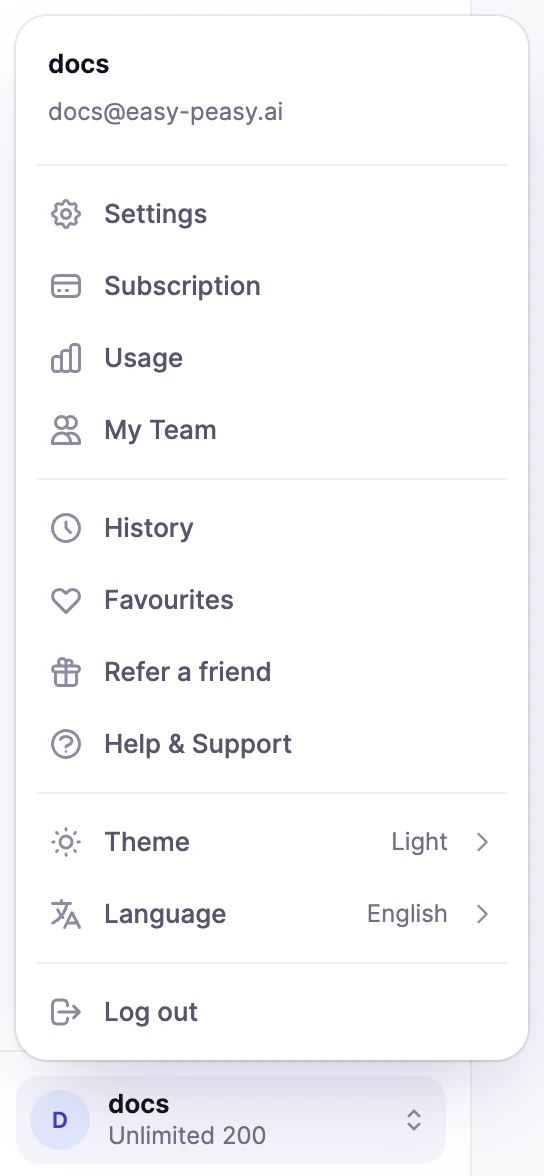 docs
docs@easy-peasy.ai
Settings
Subscription
Usage
My Team
History
Favourites
Refer a friend
Help & Support
Theme Light
Language English
Log out
D
docs
Unlimited 200